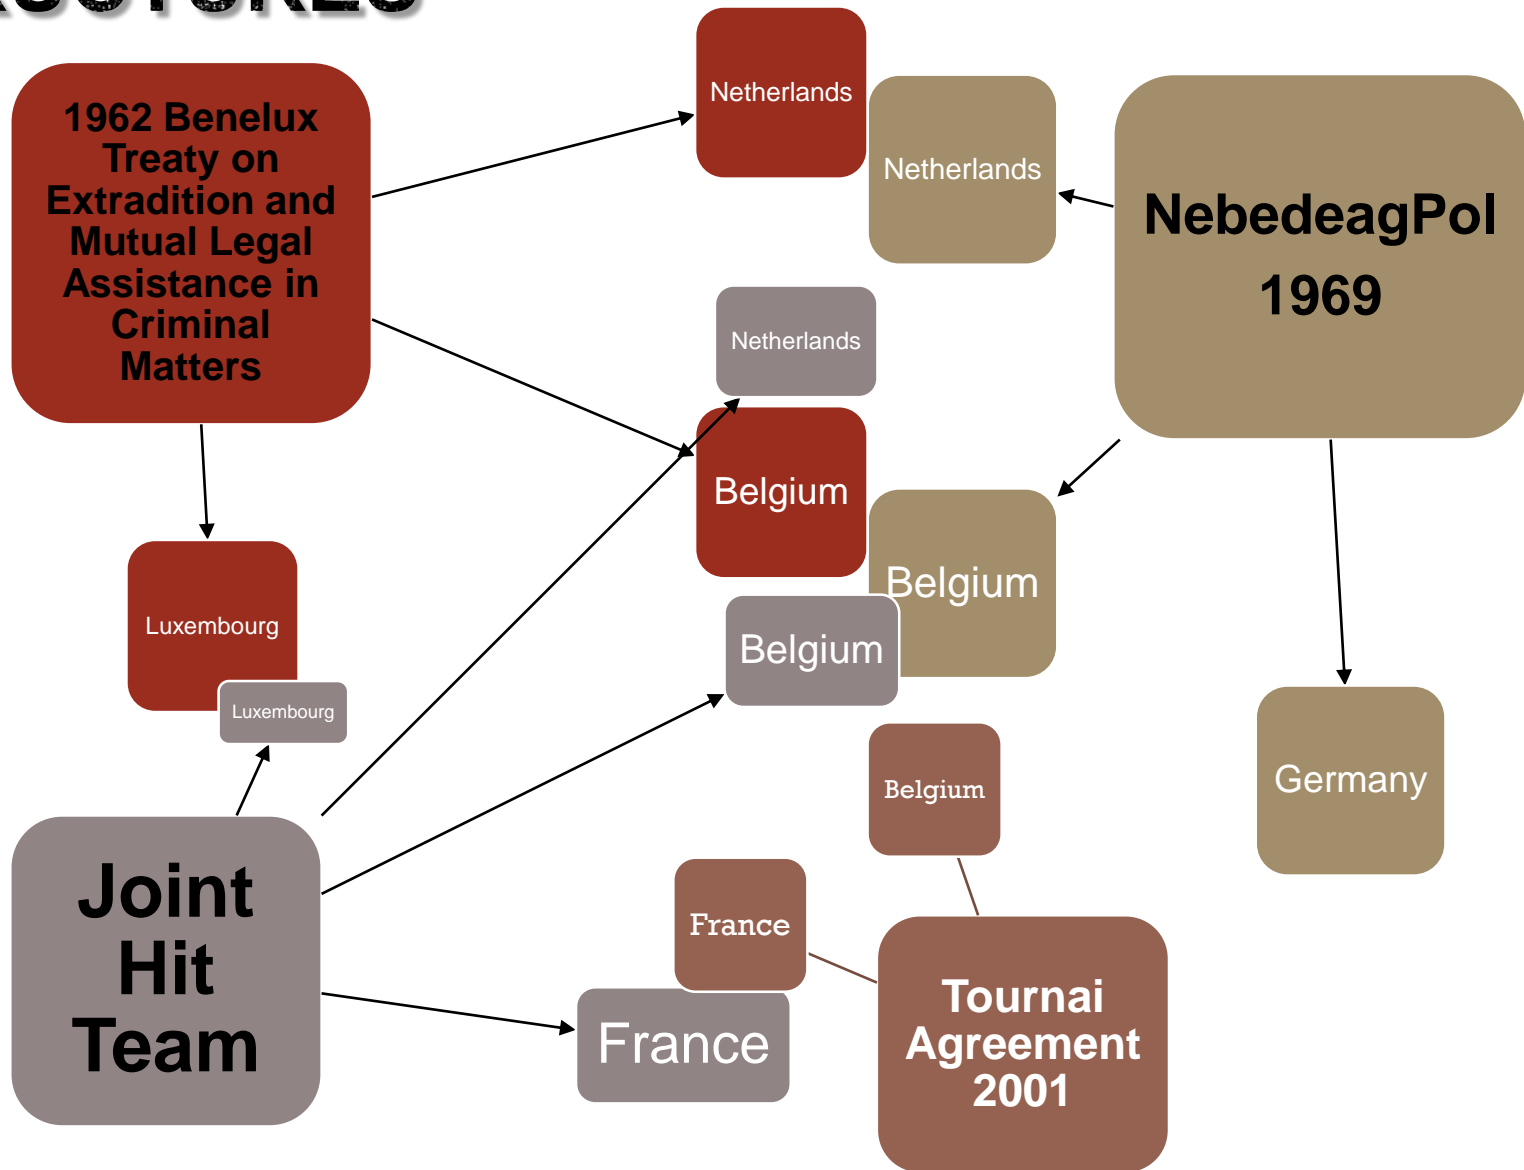 1962 Benelux
Treaty on
Extradition and
Mutual Legal
Assistance in
Criminal
Matters
Netherlands
Netherlands
NebedeagPol
1969
Netherlands
Belgium
Belgium
Belgium
Luxembourg
Luxembourg
Germany
Belgium
France
Joint
Hit
Team
France
Tournai
Agreement
2001